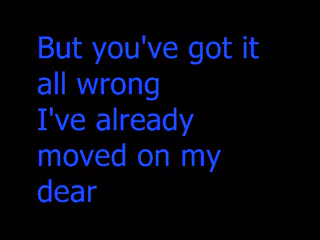 But you've got it
all wrong
I've already
moved on my
dear